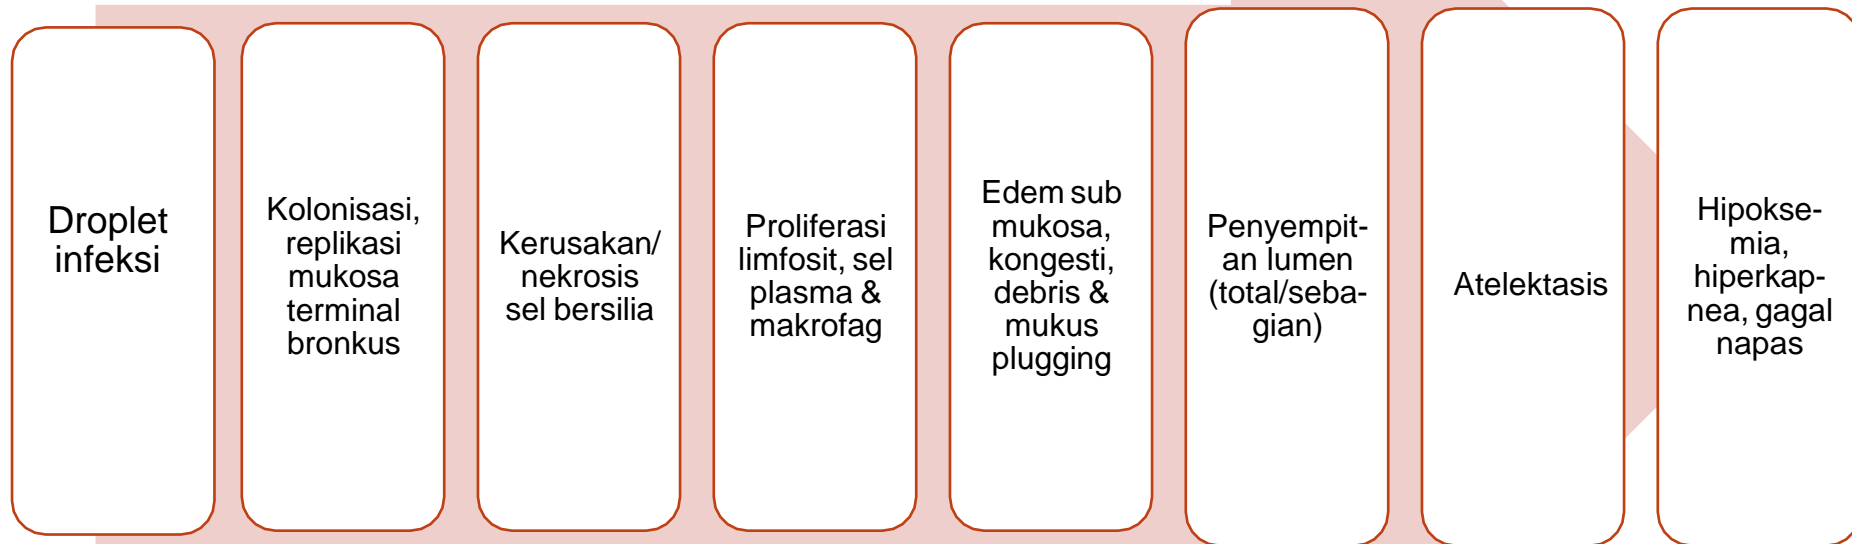 Droplet
infeksi
Kolonisasi,
replikasi
mukosa
terminal
bronkus
Kerusakan/
nekrosis
sel bersilia
Proliferasi
limfosit, sel
plasma &
makrofag
Edem sub
mukosa,
kongesti,
debris &
mukus
plugging
Penyempit-
an lumen
(total/seba-
gian)
Atelektasis
Hipokse-
mia,
hiperkap-
nea, gagal
napas